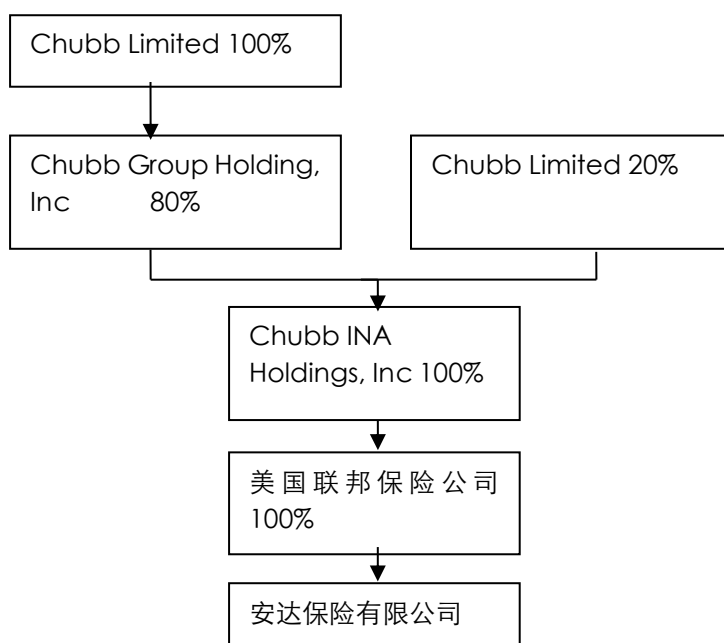 Chubb Limited 100%
Chubb Group Holding,
Inc 80%
Chubb Limited 20%
Chubb INA
Holdings, Inc 100%
美国联邦保险公司
100%
安达保险有限公司